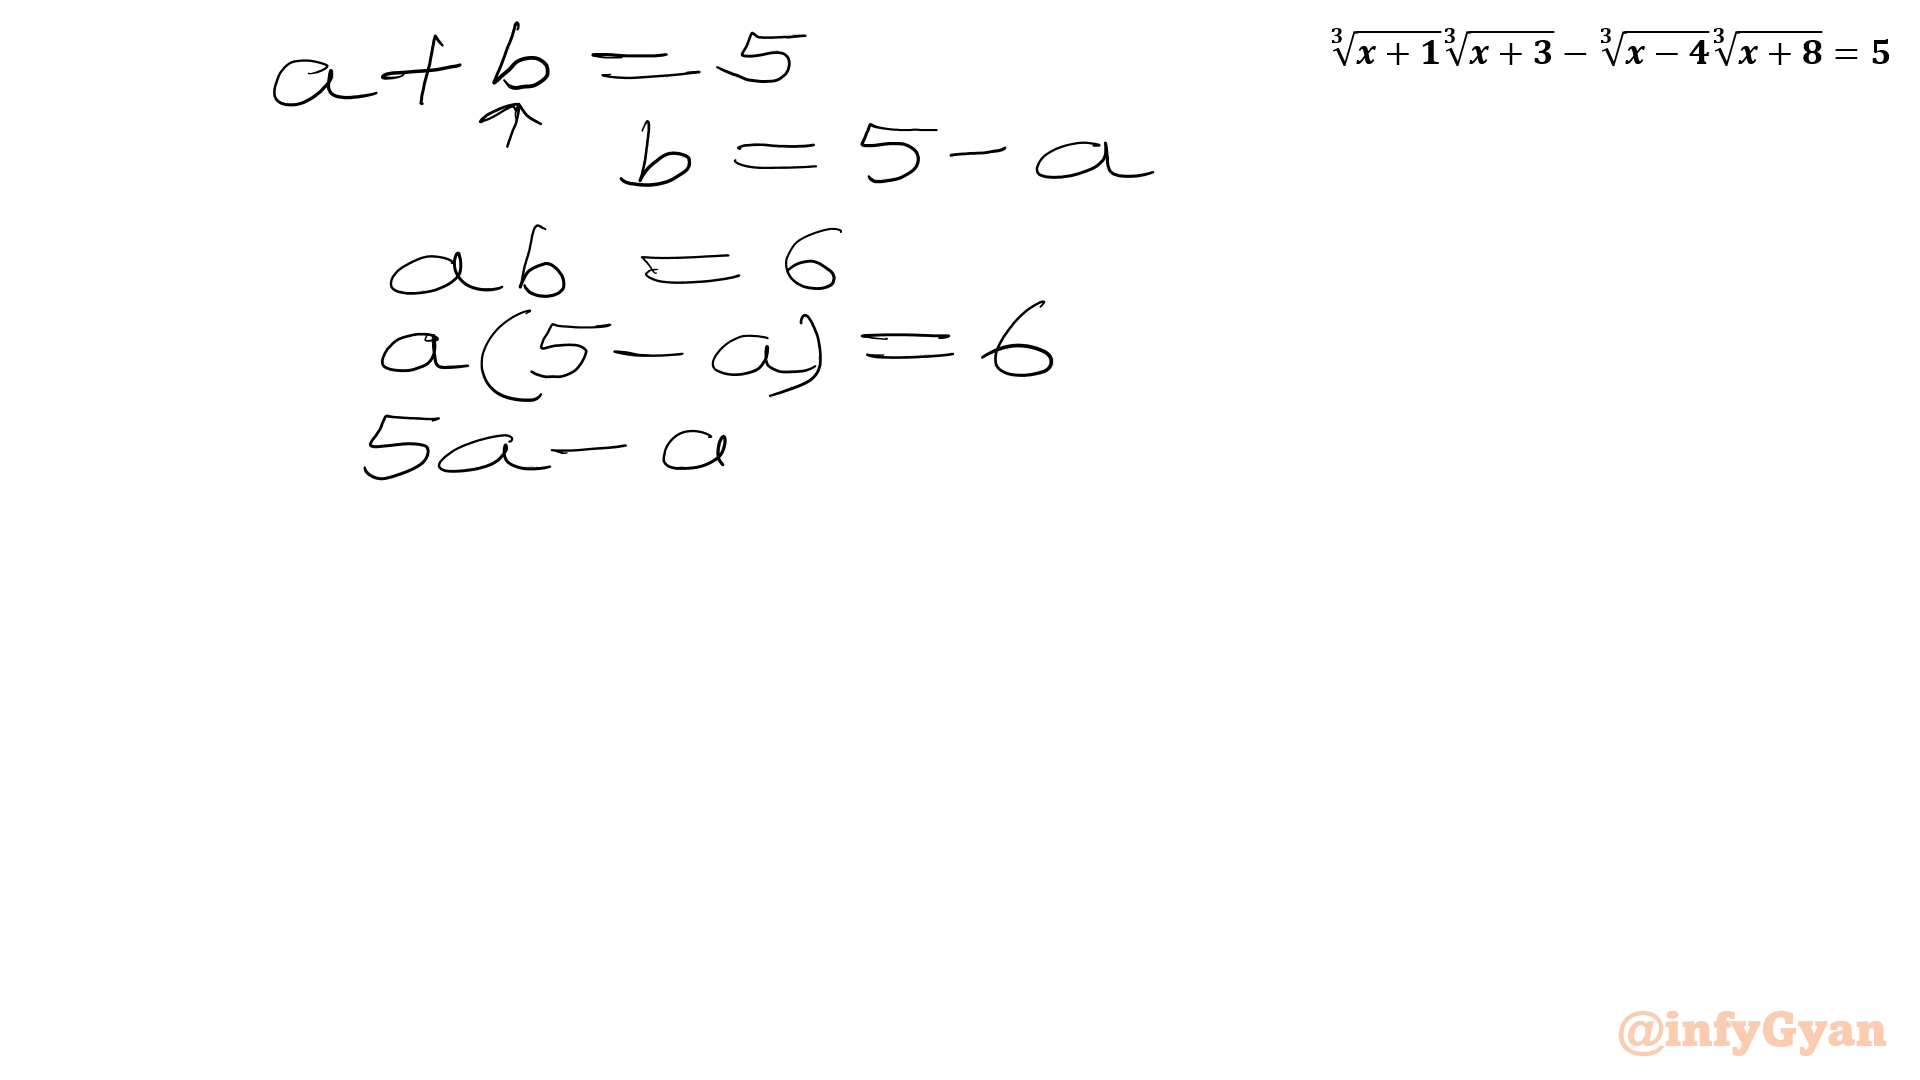 a + b = 5
∛(x + 1) ∛(x + 3) − ∛(x − 4) ∛(x + 8) = 5
b = 5 − a
ab = 6
a(5 − a) = 6
5a − a
@infyGyan